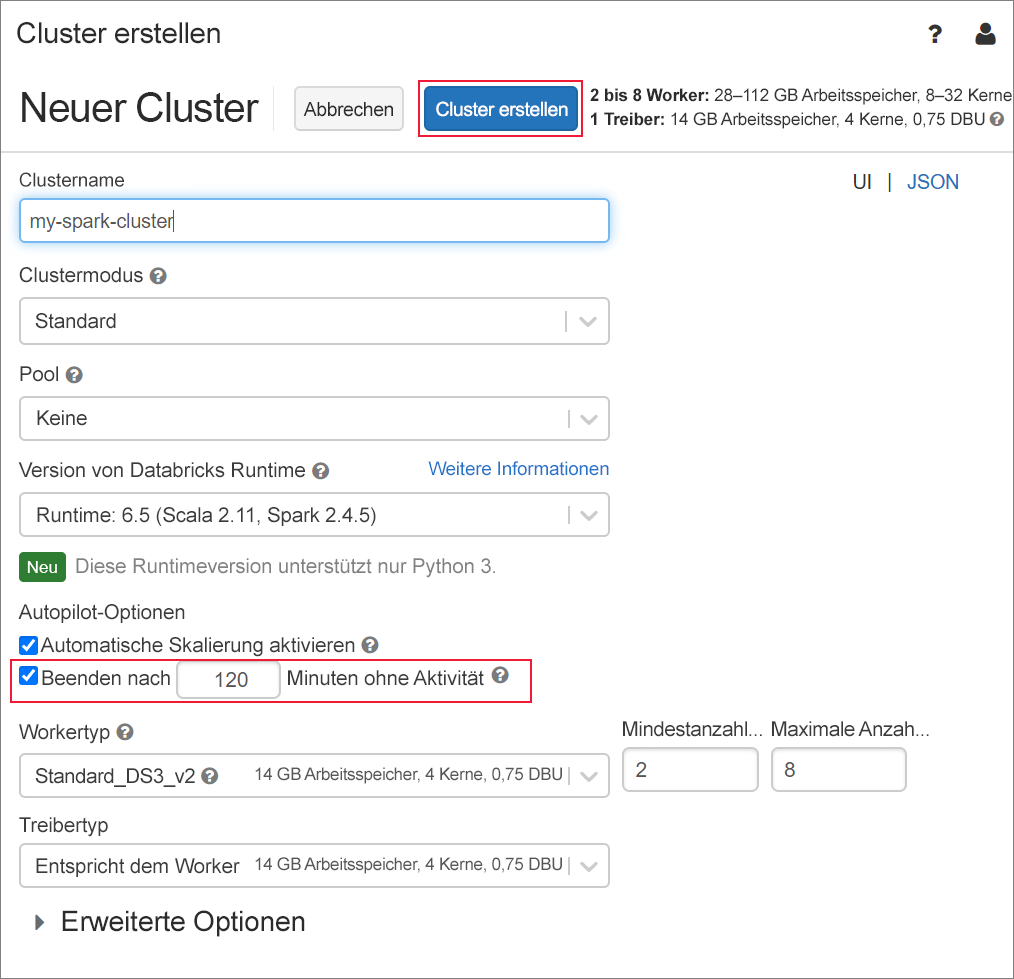 Cluster erstellen
?
Neuer Cluster
Abbrechen
Cluster erstellen
2 bis 8 Worker: 28–112 GB Arbeitsspeicher, 8–32 Kerne
1 Treiber: 14 GB Arbeitsspeicher, 4 Kerne, 0,75 DBU ?
Clustername
UI | JSON
my-spark-cluster
Clustermodus ?
Standard
Pool ?
Keine
Version von Databricks Runtime ? Weitere Informationen
Runtime: 6.5 (Scala 2.11, Spark 2.4.5)
Neu Diese Runtimeversion unterstützt nur Python 3.
Autopilot-Optionen
Automatische Skalierung aktivieren ?
Beenden nach 120 Minuten ohne Aktivität ?
Workertyp ? Mindestanzahl... Maximale Anzah...
Standard_DS3_v2 ? 14 GB Arbeitsspeicher, 4 Kerne, 0,75 DBU 2 8
Treibertyp
Entspricht dem Worker 14 GB Arbeitsspeicher, 4 Kerne, 0,75 DBU
Erweiterte Optionen